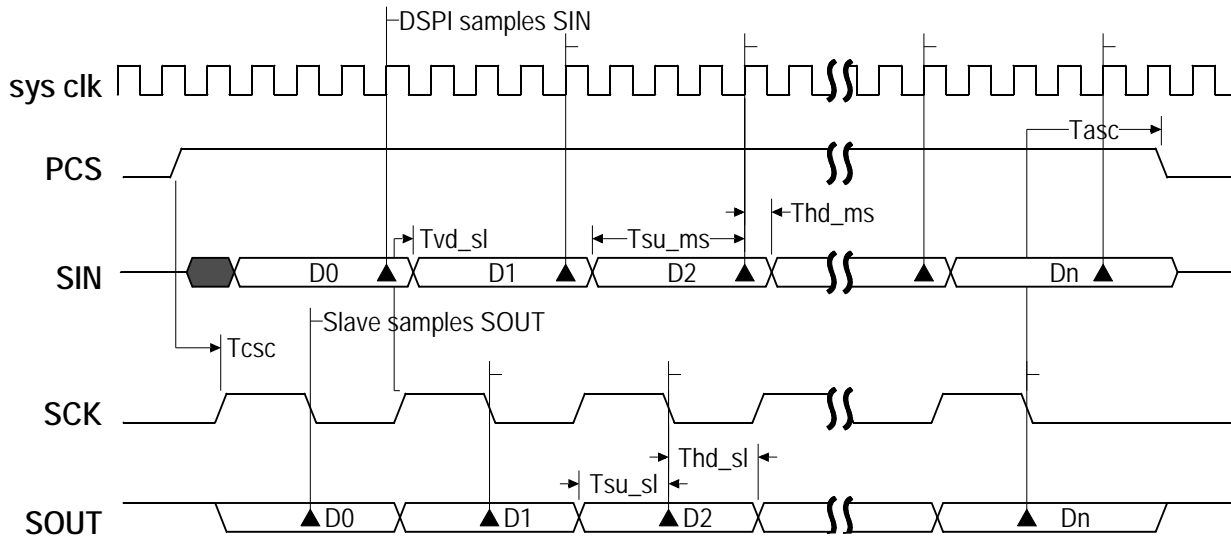 DSPI samples SIN
sys clk
Tasc
PCS
Thd_ms
Tvd_sl
Tsu_ms
SIN
D0
D1
D2
Dn
Slave samples SOUT
Tcsc
SCK
Thd_sl
Tsu_sl
SOUT
D0
D1
D2
Dn